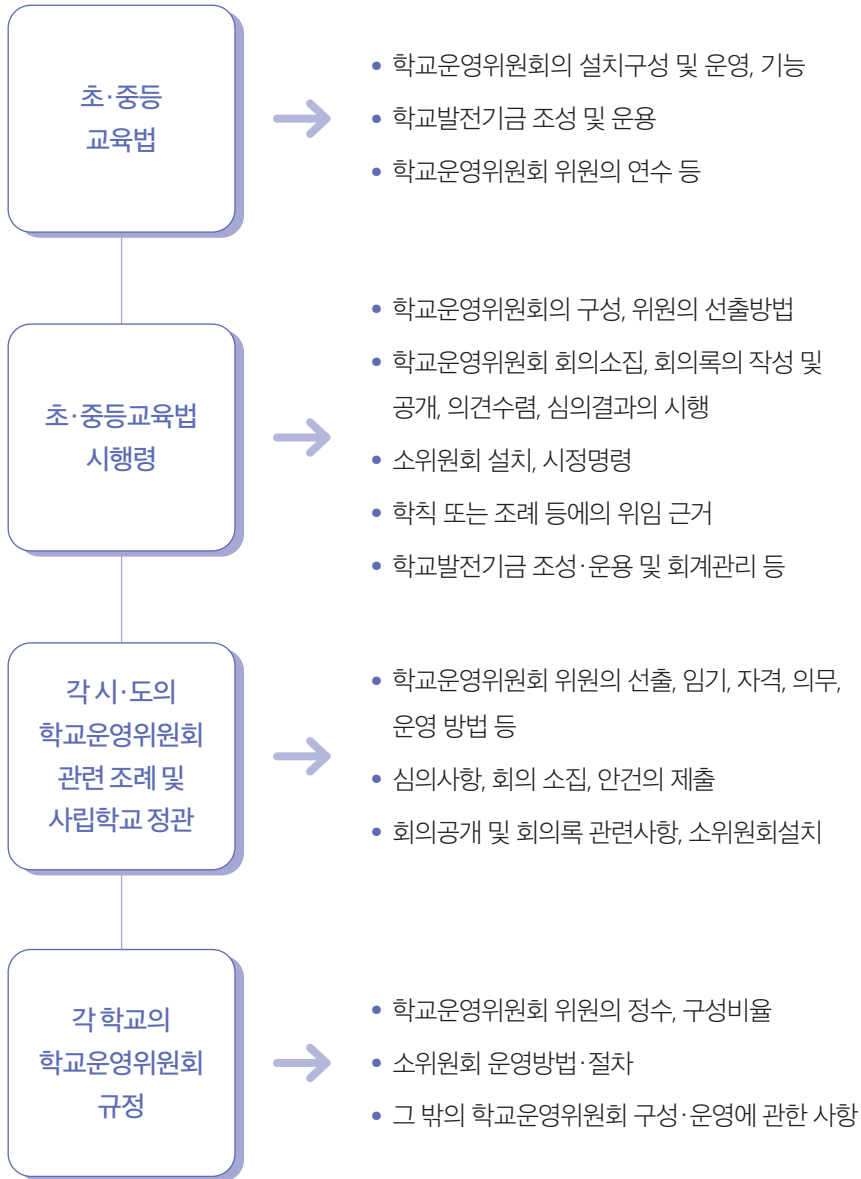 초·중등
교육법
• 학교운영위원회의 설치구성 및 운영, 기능
• 학교발전기금 조성 및 운용
• 학교운영위원회 위원의 연수 등
초·중등교육법
시행령
• 학교운영위원회의 구성, 위원의 선출방법
• 학교운영위원회 회의소집, 회의록의 작성 및
공개, 의견수렴, 심의결과의 시행
• 소위원회 설치, 시정명령
• 학칙 또는 조례 등에의 위임 근거
• 학교발전기금 조성·운용 및 회계관리 등
각 시·도의
학교운영위원회
관련 조례 및
사립학교 정관
• 학교운영위원회 위원의 선출, 임기, 자격, 의무,
운영 방법 등
• 심의사항, 회의 소집, 안건의 제출
• 회의공개 및 회의록 관련사항, 소위원회설치
각 학교의
학교운영위원회
규정
• 학교운영위원회 위원의 정수, 구성비율
• 소위원회 운영방법·절차
• 그 밖의 학교운영위원회 구성·운영에 관한 사항